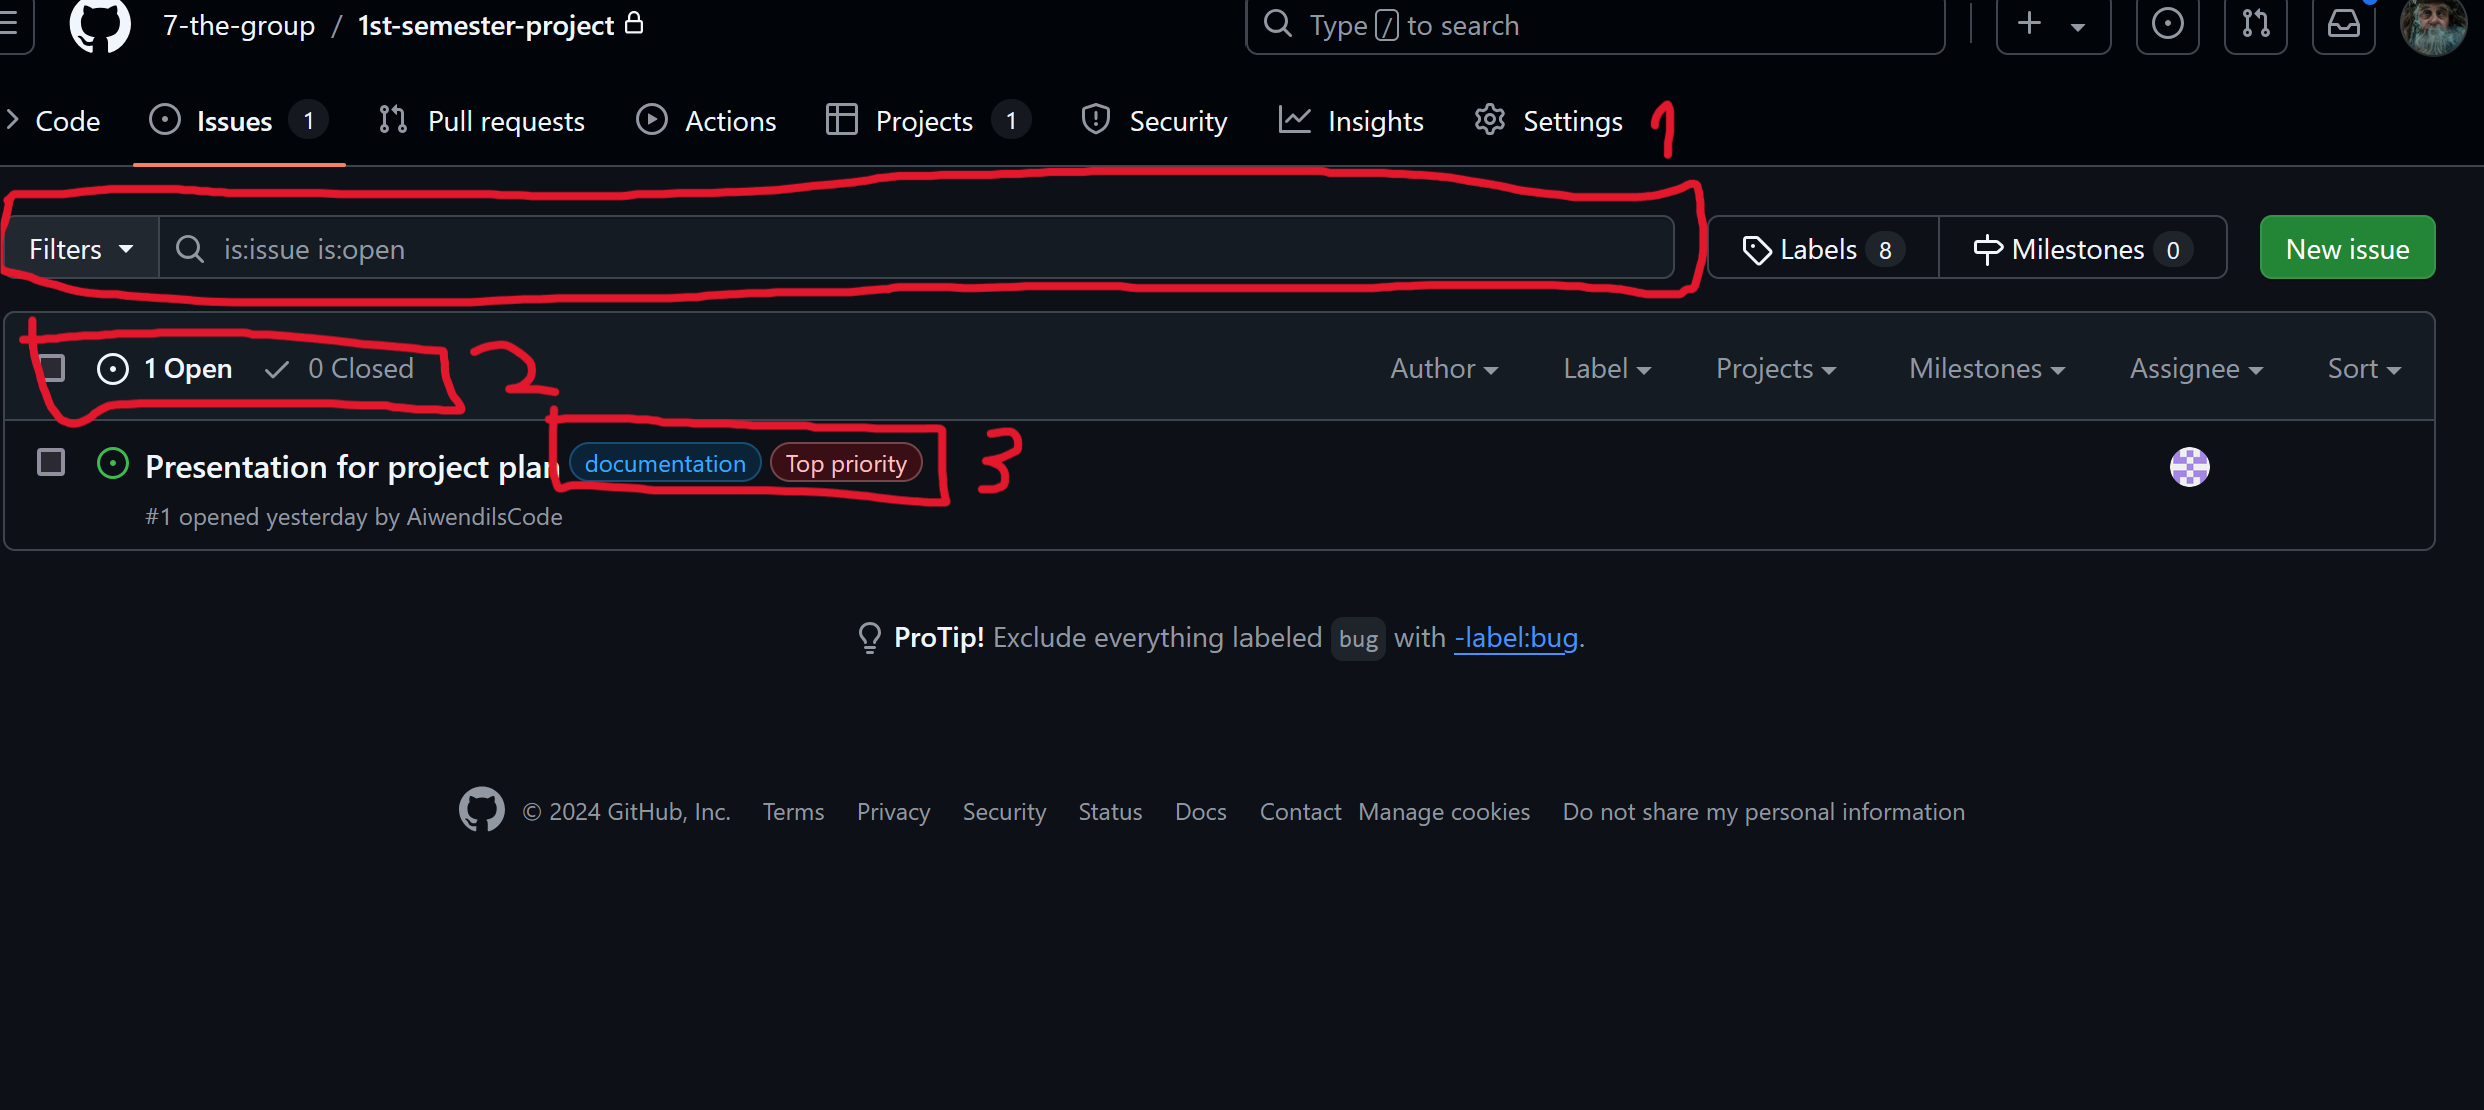 7-the-group / 1st-semester-project
Type / to search
Code Issues 1 Pull requests Actions Projects 1 Security Insights Settings 1
Filters is:issue is:open Labels 8 Milestones 0 New issue
1 Open 0 Closed 2 Author Label Projects Milestones Assignee Sort
Presentation for project plan documentation Top priority 3
#1 opened yesterday by AiwendilsCode
ProTip! Exclude everything labeled bug with -label:bug.
© 2024 GitHub, Inc. Terms Privacy Security Status Docs Contact Manage cookies Do not share my personal information